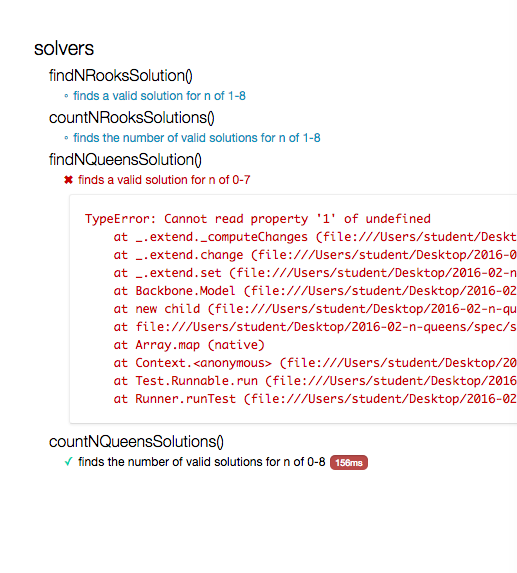 solvers
findNRooksSolution()
finds a valid solution for n of 1-8
countNRooksSolutions()
finds the number of valid solutions for n of 1-8
findNQueensSolution()
✖ finds a valid solution for n of 0-7
TypeError: Cannot read property '1' of undefined
at _.extend._computeChanges (file:///Users/student/Deskt
at _.extend.change (file:///Users/student/Desktop/2016-0
at _.extend.set (file:///Users/student/Desktop/2016-02-n
at Backbone.Model (file:///Users/student/Desktop/2016-02
at new child (file:///Users/student/Desktop/2016-02-n-qu
at file:///Users/student/Desktop/2016-02-n-queens/spec/s
at Array.map (native)
at Context.<anonymous> (file:///Users/student/Desktop/20
at Test.Runnable.run (file:///Users/student/Desktop/2016
at Runner.runTest (file:///Users/student/Desktop/2016-02
countNQueensSolutions()
✓ finds the number of valid solutions for n of 0-8 156ms